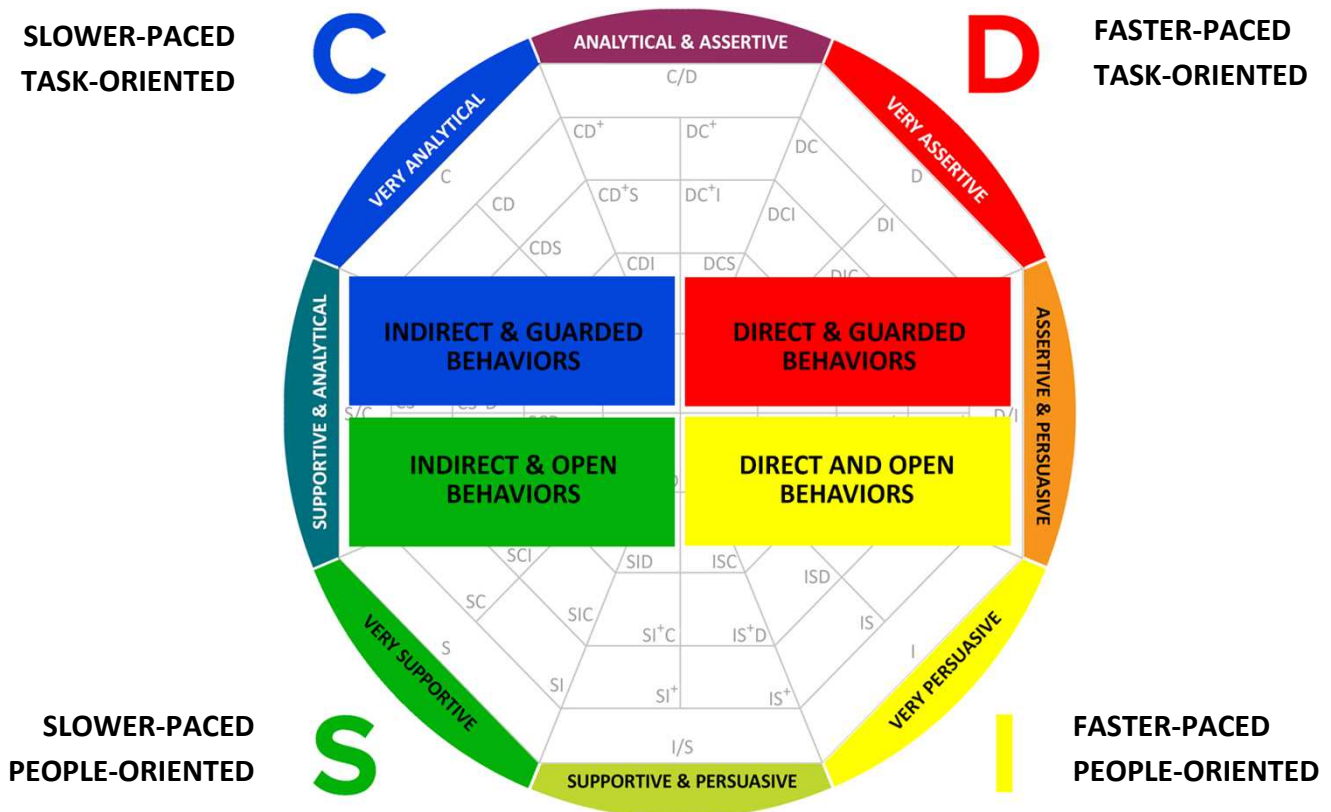 SLOWER-PACED
TASK-ORIENTED
C
D
FASTER-PACED
TASK-ORIENTED
ANALYTICAL & ASSERTIVE
VERY ANALYTICAL
VERY ASSERTIVE
C/D
CD+
DC+
DC
C
D
CD+S
DC+I
CD
DCI
DI
CDS
CDI
DCS
DIC
SUPPORTIVE & ANALYTICAL
ASSERTIVE & PERSUASIVE
INDIRECT & GUARDED
BEHAVIORS
DIRECT & GUARDED
BEHAVIORS
S/C
D/I
INDIRECT & OPEN
BEHAVIORS
DIRECT AND OPEN
BEHAVIORS
SCI
SID
ISC
ISD
SC
SIC
IS
S
SI+C
IS+D
I
SI
SI+
IS+
I/S
VERY SUPPORTIVE
VERY PERSUASIVE
SUPPORTIVE & PERSUASIVE
SLOWER-PACED
PEOPLE-ORIENTED
S
I
FASTER-PACED
PEOPLE-ORIENTED